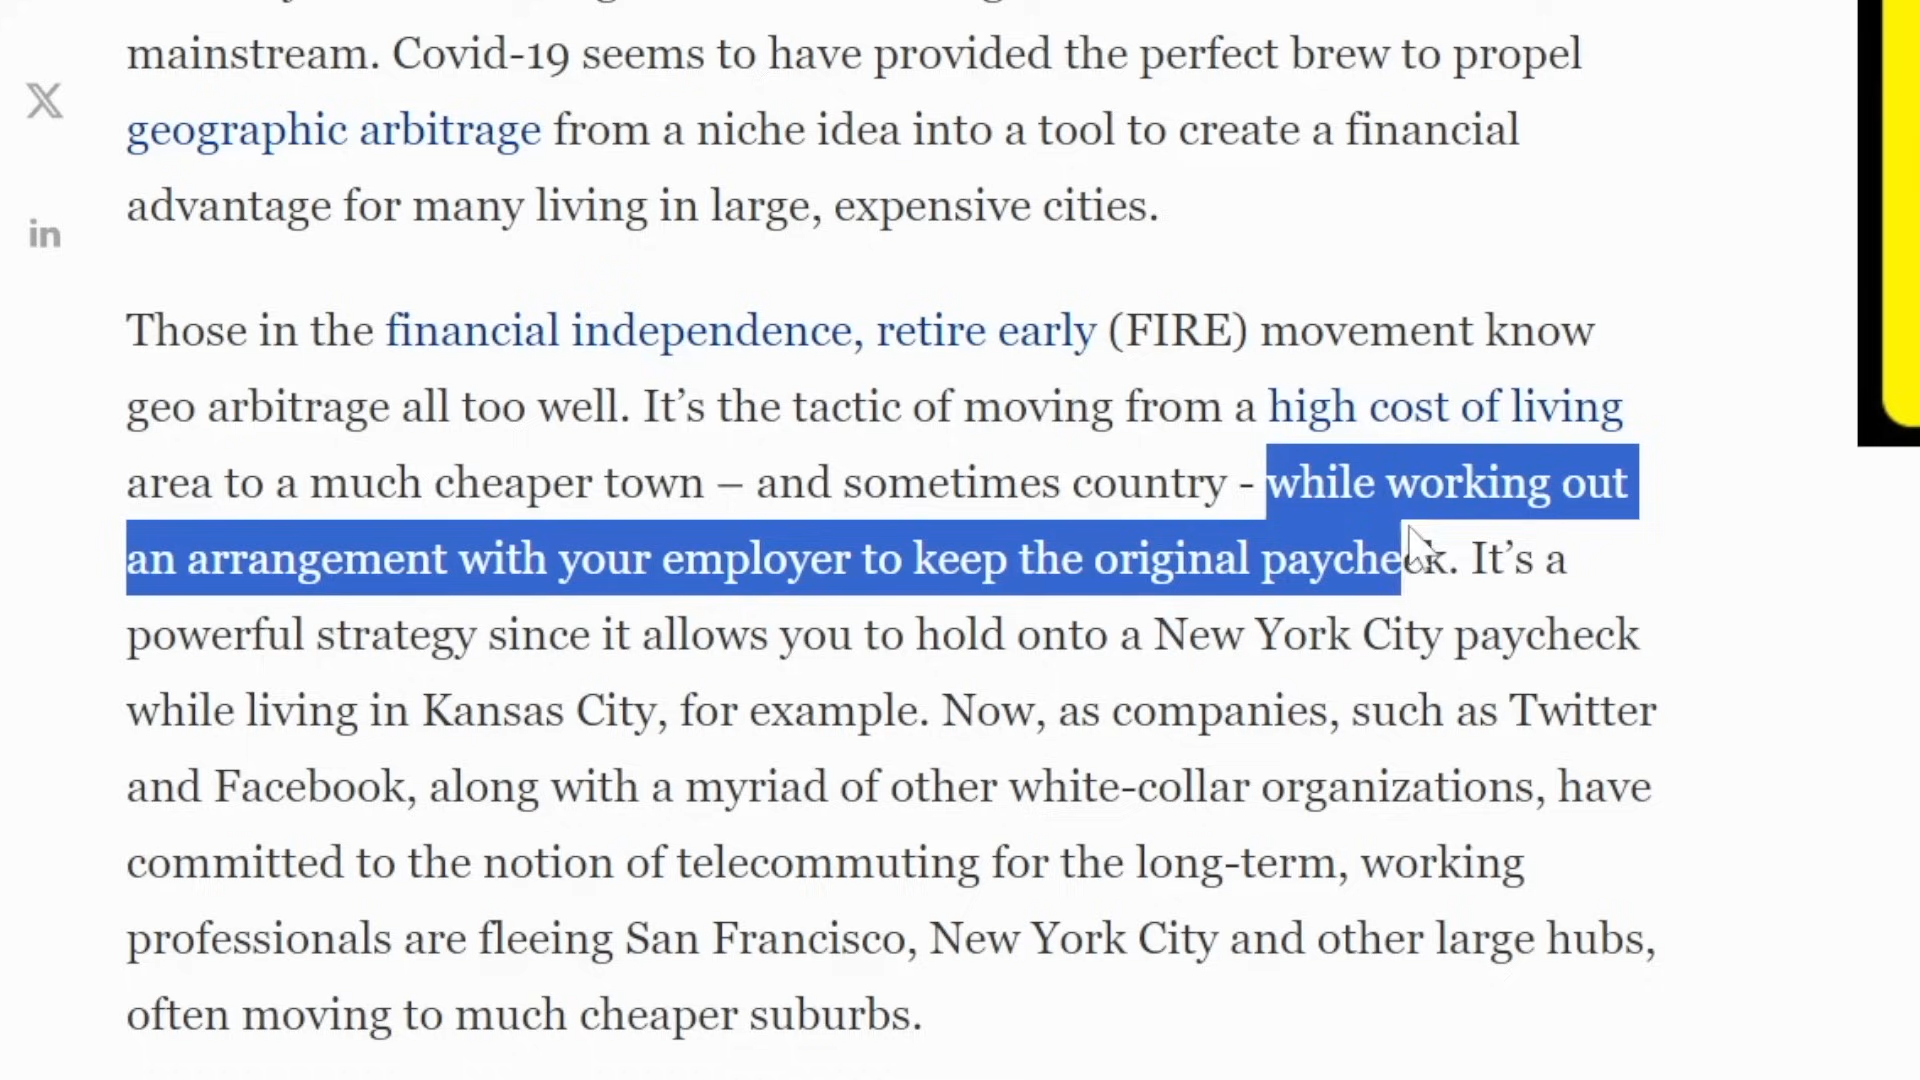 mainstream. Covid-19 seems to have provided the perfect brew to propel
geographic arbitrage from a niche idea into a tool to create a financial
advantage for many living in large, expensive cities.
Those in the financial independence, retire early (FIRE) movement know
geo arbitrage all too well. It’s the tactic of moving from a high cost of living
area to a much cheaper town – and sometimes country - while working out
an arrangement with your employer to keep the original paycheck. It’s a
powerful strategy since it allows you to hold onto a New York City paycheck
while living in Kansas City, for example. Now, as companies, such as Twitter
and Facebook, along with a myriad of other white-collar organizations, have
committed to the notion of telecommuting for the long-term, working
professionals are fleeing San Francisco, New York City and other large hubs,
often moving to much cheaper suburbs.